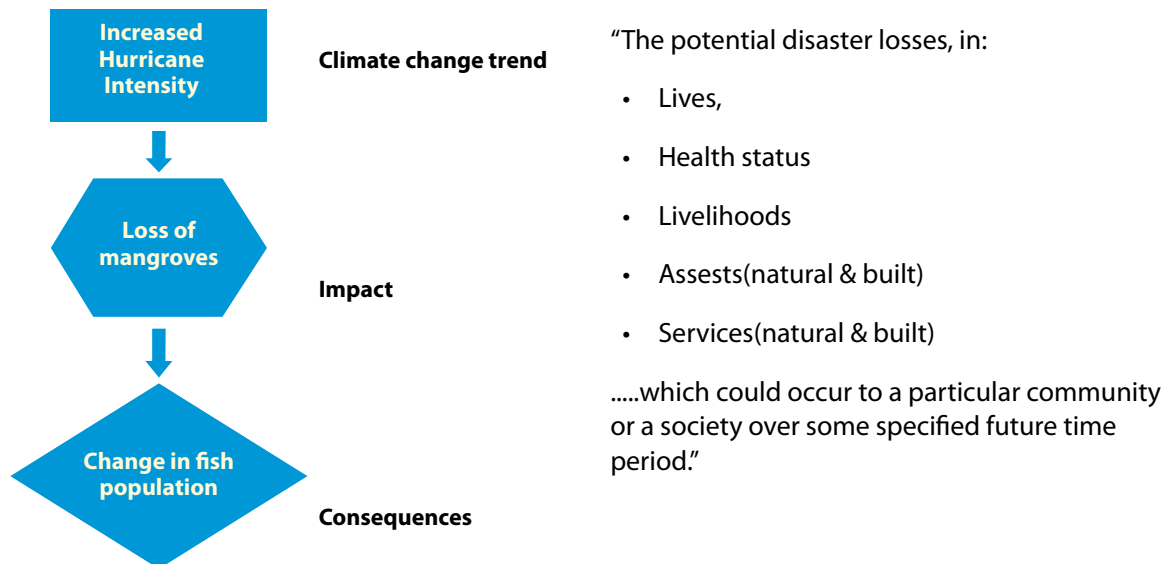 Increased
Hurricane
Intensity
Climate change trend
Loss of
mangroves
Impact
Change in fish
population
Consequences
“The potential disaster losses, in:
• Lives,
• Health status
• Livelihoods
• Assests(natural & built)
• Services(natural & built)
.....which could occur to a particular community
or a society over some specified future time
period.”